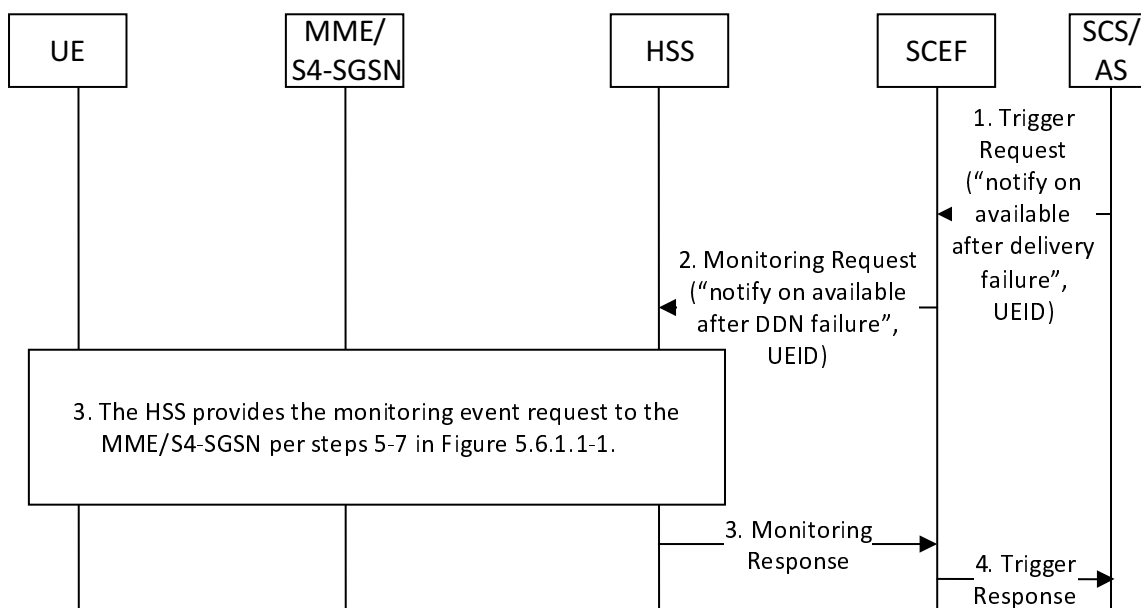 UE
MME/
S4-SGSN
HSS
SCEF
SCS/
AS
1. Trigger
Request
(“notify on
available
after delivery
failure”,
UEID)
2. Monitoring Request
(“notify on available
after DDN failure”,
UEID)
3. The HSS provides the monitoring event request to the
MME/S4-SGSN per steps 5-7 in Figure 5.6.1.1-1.
3. Monitoring
Response
4. Trigger
Response